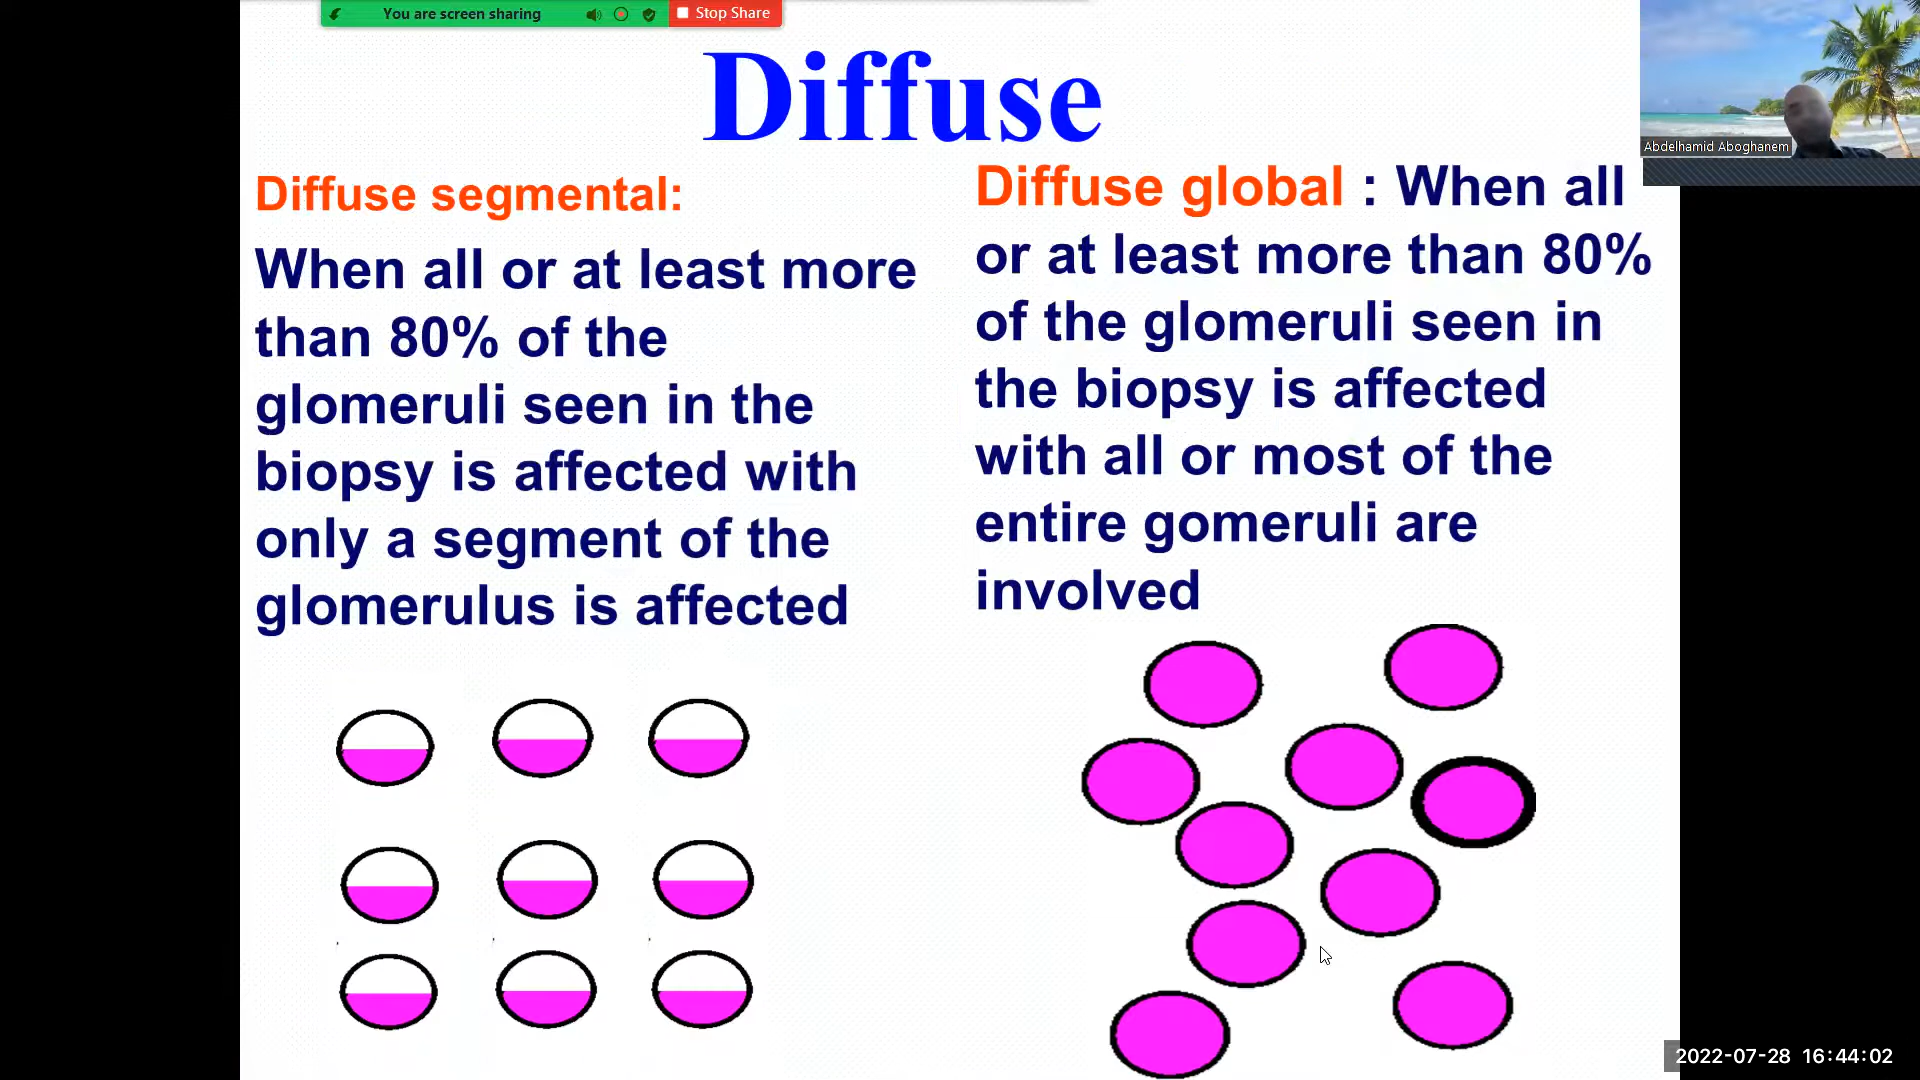 You are screen sharing
Stop Share
Diffuse
Abdelhamid Aboghanem
Diffuse segmental:
When all or at least more
than 80% of the
glomeruli seen in the
biopsy is affected with
only a segment of the
glomerulus is affected
Diffuse global : When all
or at least more than 80%
of the glomeruli seen in
the biopsy is affected
with all or most of the
entire gomeruli are
involved
2022-07-28 16:44:02